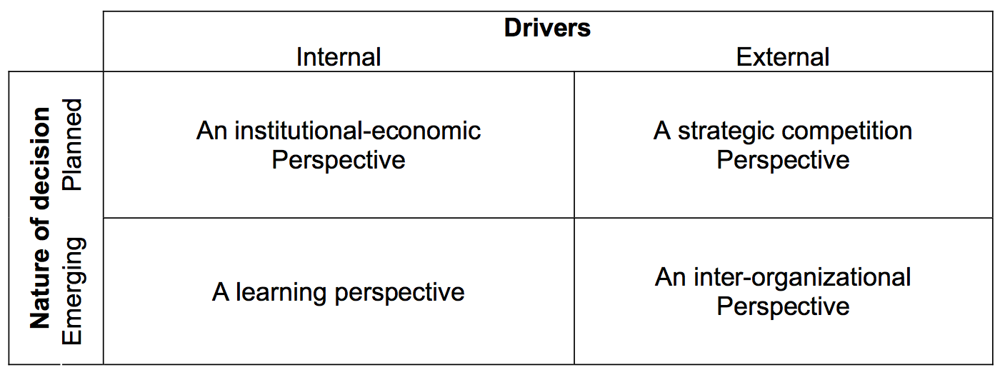 Drivers
Internal
External
Nature of decision
Planned
An institutional-economic
Perspective
A strategic competition
Perspective
Emerging
A learning perspective
An inter-organizational
Perspective